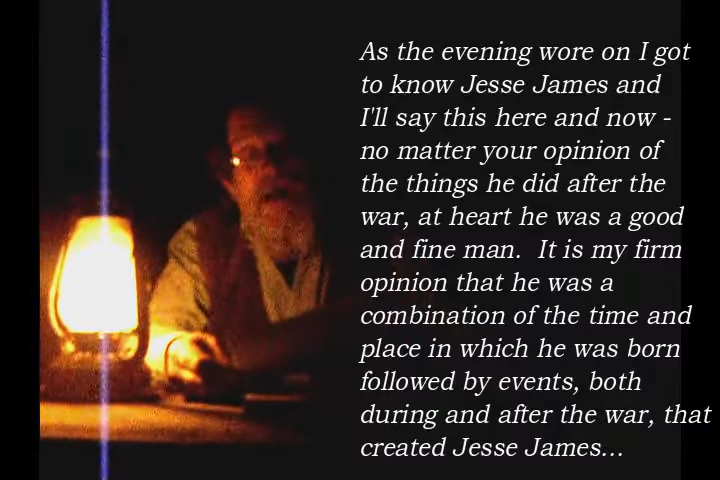 As the evening wore on I got
to know Jesse James and
I'll say this here and now -
no matter your opinion of
the things he did after the
war, at heart he was a good
and fine man.  It is my firm
opinion that he was a
combination of the time and
place in which he was born
followed by events, both
during and after the war, that
created Jesse James...